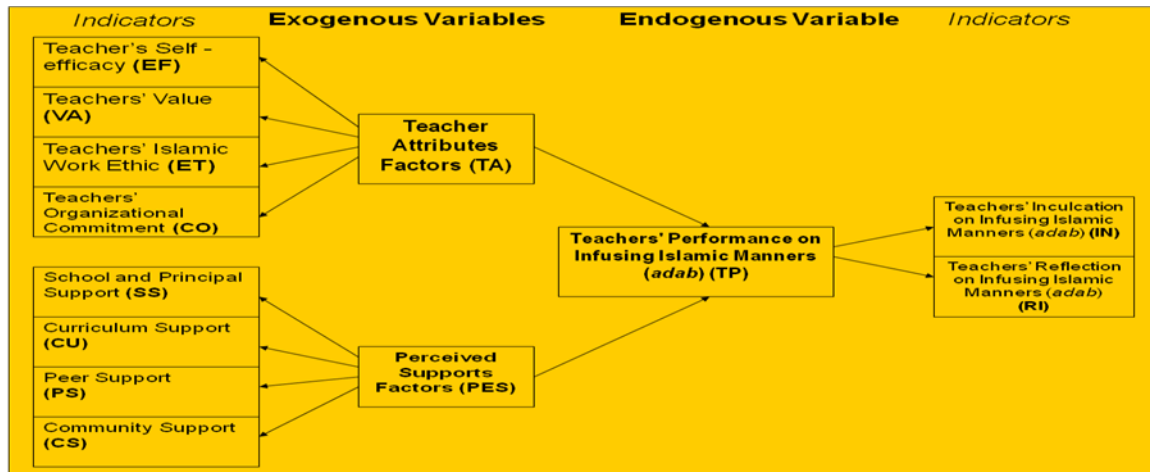 Indicators
Exogenous Variables
Endogenous Variable
Indicators
Teacher's Self -
efficacy (EF)
Teachers' Value
(VA)
Teachers' Islamic
Work Ethic (ET)
Teachers'
Organizational
Commitment (CO)
Teacher
Attributes
Factors (TA)
School and Principal
Support (SS)
Curriculum Support
(CU)
Peer Support
(PS)
Community Support
(CS)
Perceived
Supports
Factors (PES)
Teachers' Performance on
Infusing Islamic Manners
(adab) (TP)
Teachers' Inculcation
on Infusing Islamic
Manners (adab) (IN)
Teachers' Reflection
on Infusing Islamic
Manners (adab)
(RI)